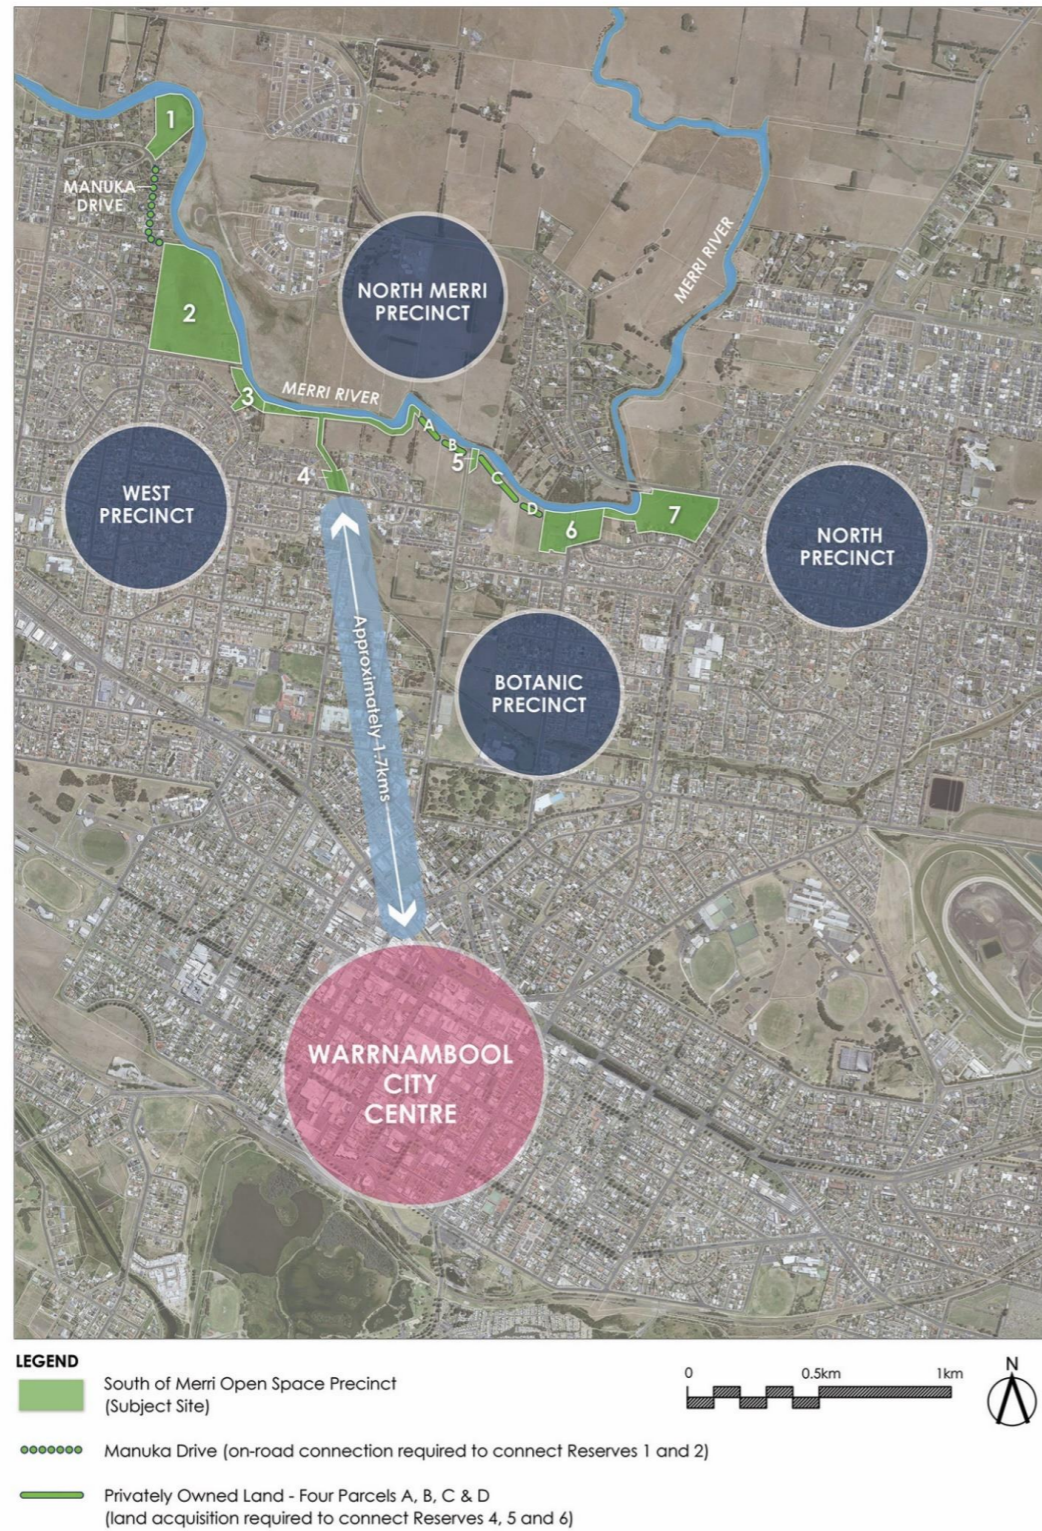 1
MANUKA
DRIVE
MERRI RIVER
NORTH MERRI
PRECINCT
2
MERRI RIVER
3
A
B
5
C
4
D
6
7
WEST
PRECINCT
NORTH
PRECINCT
Approximately 1.7kms
BOTANIC
PRECINCT
WARRNAMBOOL
CITY
CENTRE
LEGEND
South of Merri Open Space Precinct
(Subject Site)
Manuka Drive (on-road connection required to connect Reserves 1 and 2)
Privately Owned Land - Four Parcels A, B, C & D
(land acquisition required to connect Reserves 4, 5 and 6)
0 0.5km 1km
N